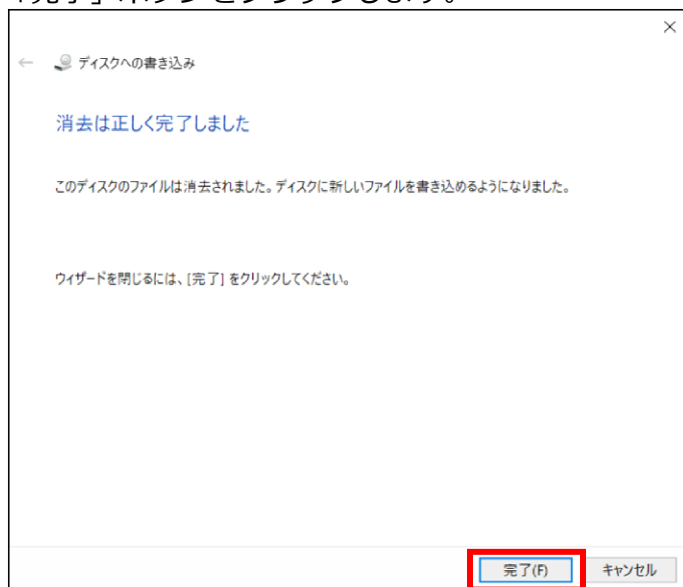 「完了」ボタンをクリックします。
ディスクへの書き込み
消去は正しく完了しました
このディスクのファイルは消去されました。ディスクに新しいファイルを書き込めるようになりました。
ウィザードを閉じるには、[完了] をクリックしてください。
完了(F)
キャンセル